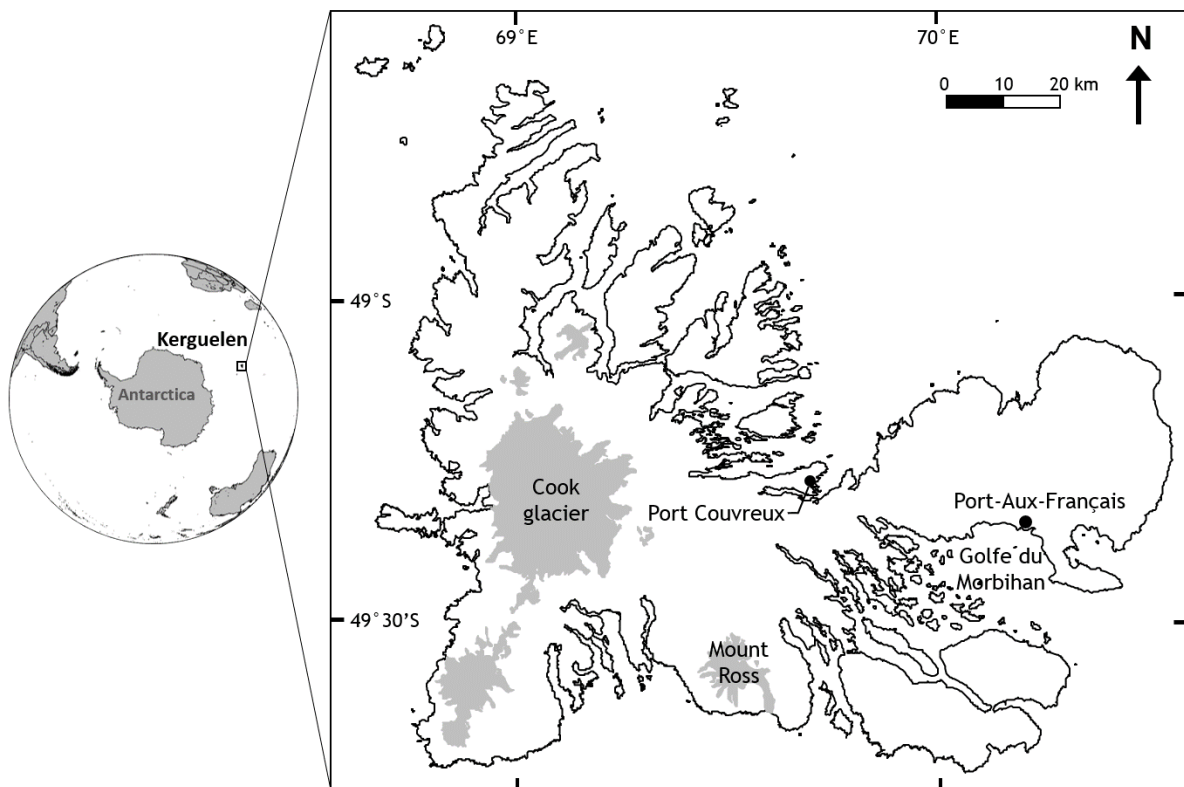 69°E
70°E
N
0 10 20 km
49°S
Kerguelen
Antarctica
Cook
glacier
Port Couvreux
Port-Aux-Français
Golfe du
Morbihan
49°30'S
Mount
Ross